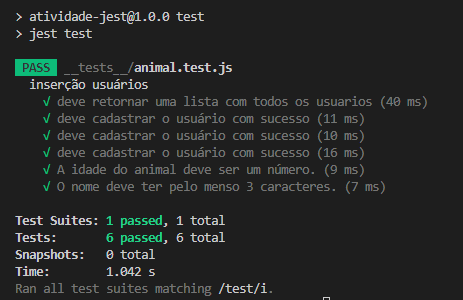 > atividade-jest@1.0.0 test
> jest test
PASS __tests__/animal.test.js
inserção usuários
√ deve retornar uma lista com todos os usuarios (40 ms)
√ deve cadastrar o usuário com sucesso (11 ms)
√ deve cadastrar o usuário com sucesso (10 ms)
√ deve cadastrar o usuário com sucesso (16 ms)
√ A idade do animal deve ser um número. (9 ms)
√ O nome deve ter pelo menso 3 caracteres. (7 ms)
Test Suites: 1 passed, 1 total
Tests: 6 passed, 6 total
Snapshots: 0 total
Time: 1.042 s
Ran all test suites matching /test/i.